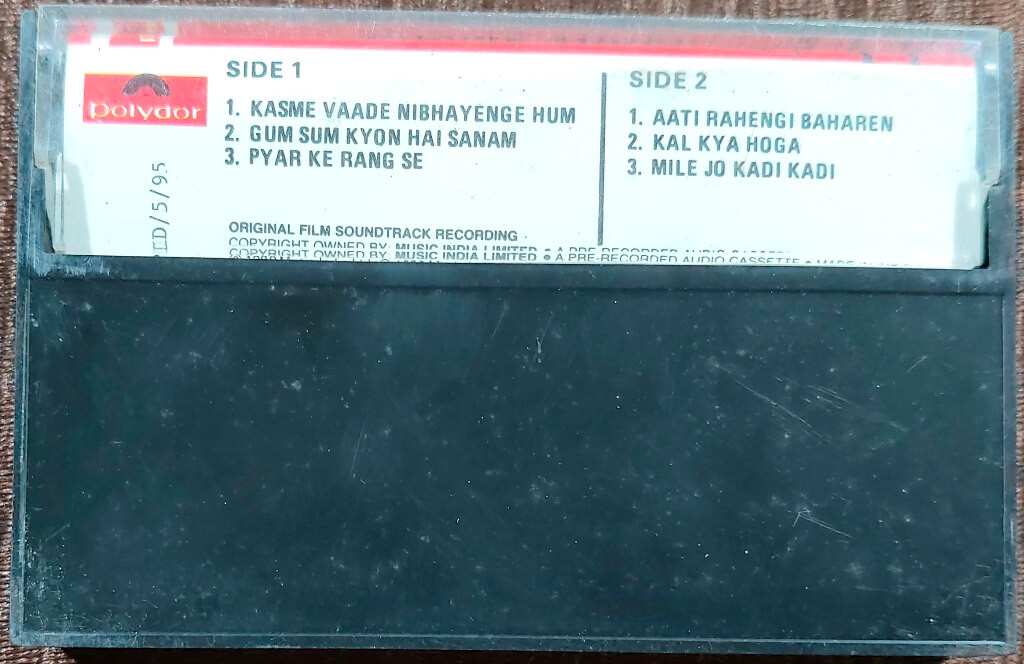 polydor
SIDE 1
1. KASME VAADE NIBHAYENGE HUM
2. GUM SUM KYON HAI SANAM
3. PYAR KE RANG SE
SIDE 2
1. AATI RAHENGI BAHAREN
2. KAL KYA HOGA
3. MILE JO KADI KADI
D/5/95
ORIGINAL FILM SOUNDTRACK RECORDING
COPYRIGHT OWNED BY: MUSIC INDIA LIMITED ● A PRE-RECORDED AUDIO
COPYRIGHT OWNED BY: MUSIC INDIA LIMITED ● A PRE-RECORDED AUDIO CASSETTE ●